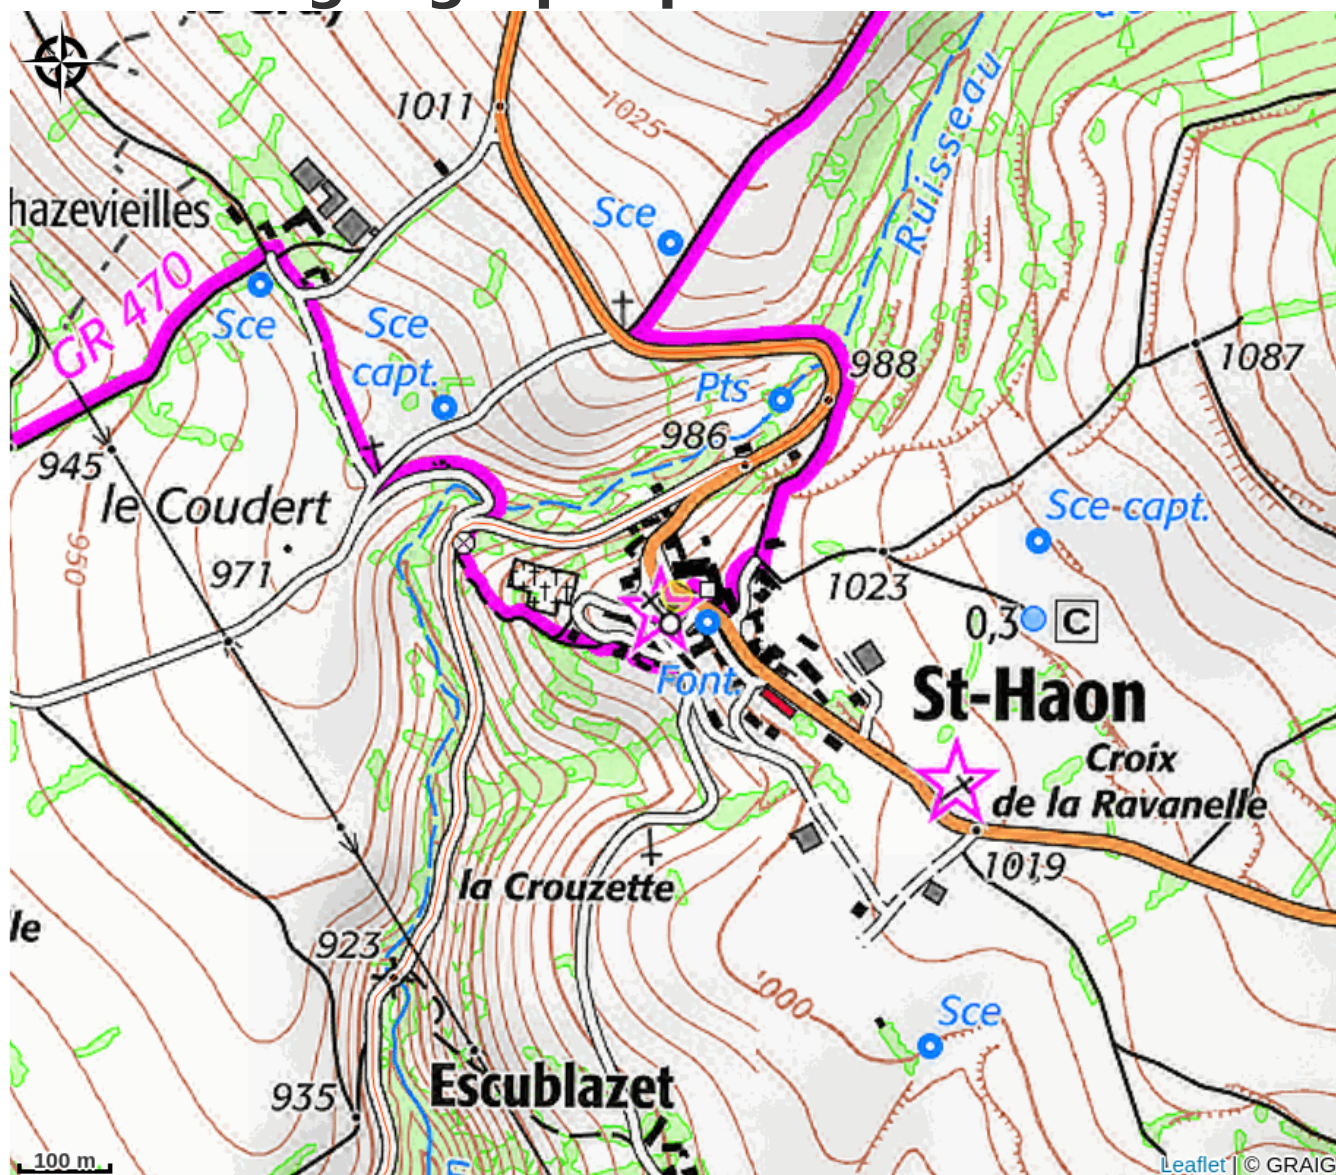 1011
1025
Ruisseau
Sce
hazevieilles
GR 470
Sce
Sce
capt.
988
1087
Pts
986
945
le Coudert
950
971
Sce capt.
1023
0,3 C
Font.
St-Haon
Croix
de la Ravanelle
1019
la Crouzette
923
le
1000
Sce
Escublazet
935
100 m
Leaflet | © GRAIC